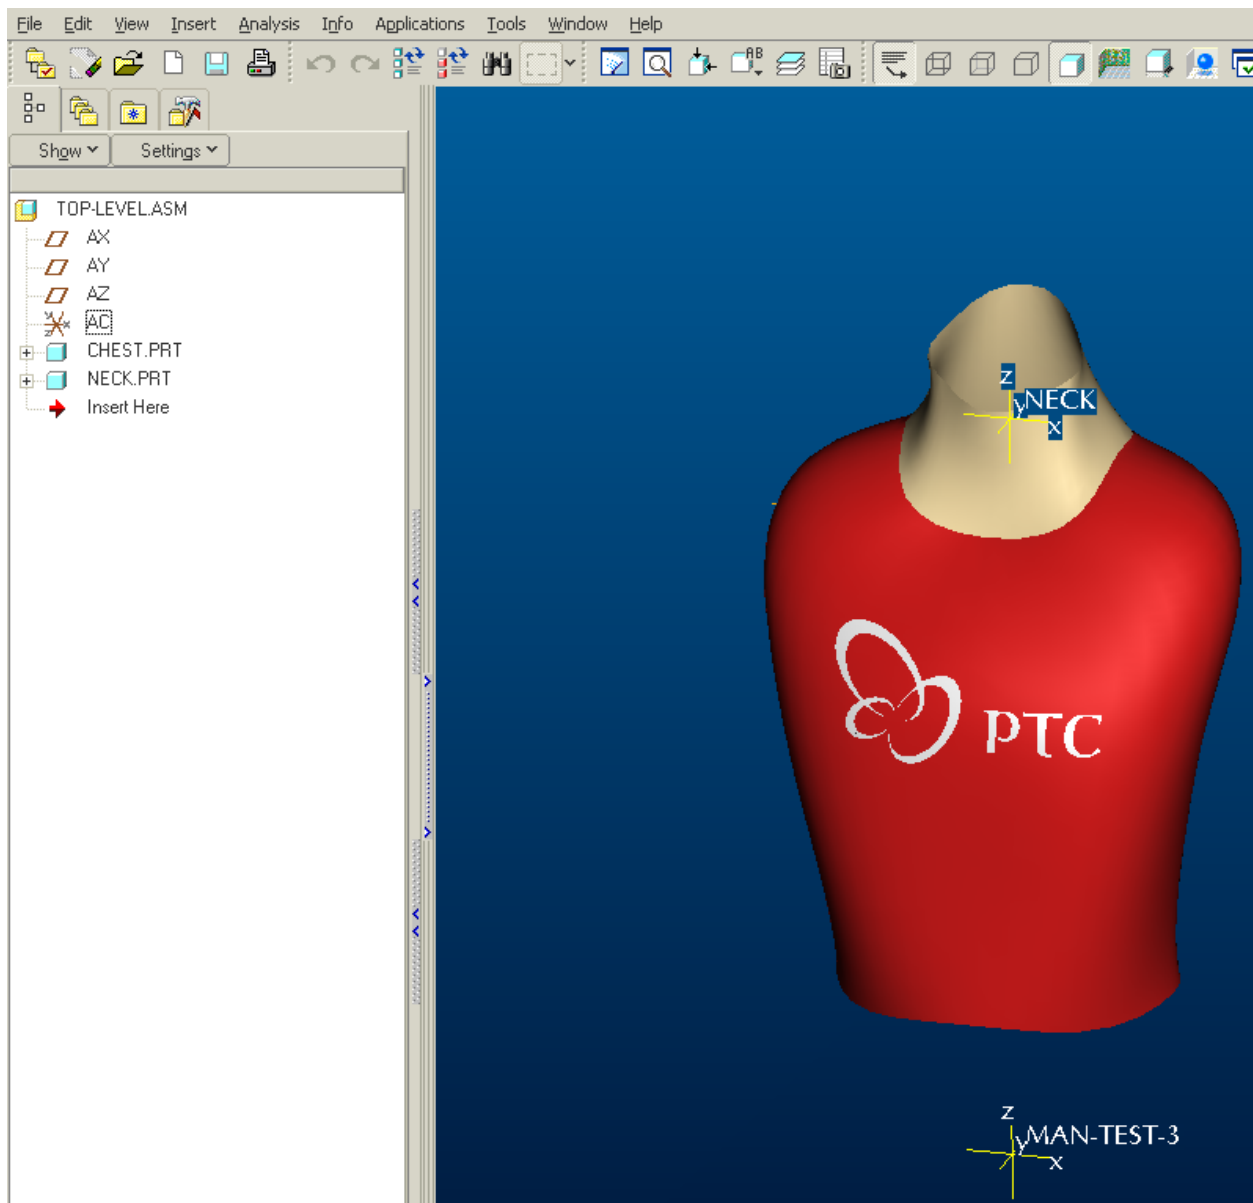 File Edit View Insert Analysis Info Applications Tools Window Help
AB
Show Settings
TOP-LEVEL.ASM
AX
AY
AZ
AC
CHEST.PRT
NECK.PRT
Insert Here
z
y NECK
x
PTC
z
y MAN-TEST-3
x